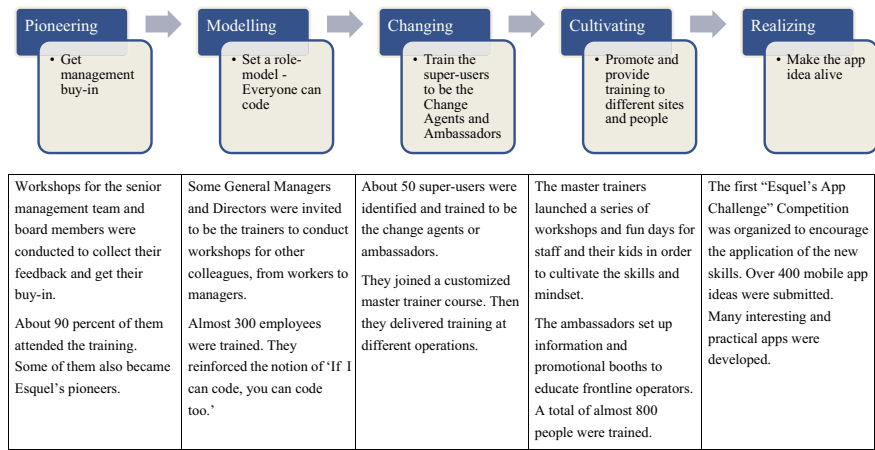 Pioneering
• Get
management
buy-in
Modelling
• Set a role-
model -
Everyone can
code
Changing
• Train the
super-users
to be the
Change
Agents and
Ambassadors
Cultivating
• Promote and
provide
training to
different sites
and people
Realizing
• Make the app
idea alive
Workshops for the senior
management team and
board members were
conducted to collect their
feedback and get their
buy-in.
About 90 percent of them
attended the training.
Some of them also became
Esquel’s pioneers.
Some General Managers
and Directors were invited
to be the trainers to conduct
workshops for other
colleagues, from workers to
managers.
Almost 300 employees
were trained. They
reinforced the notion of ‘If I
can code, you can code
too.’
About 50 super-users were
identified and trained to be
the change agents or
ambassadors.
They joined a customized
master trainer course. Then
they delivered training at
different operations.
The master trainers
launched a series of
workshops and fun days for
staff and their kids in order
to cultivate the skills and
mindset.
The ambassadors set up
information and
promotional booths to
educate frontline operators.
A total of almost 800
people were trained.
The first “Esquel’s App
Challenge” Competition
was organized to encourage
the application of the new
skills. Over 400 mobile app
ideas were submitted.
Many interesting and
practical apps were
developed.